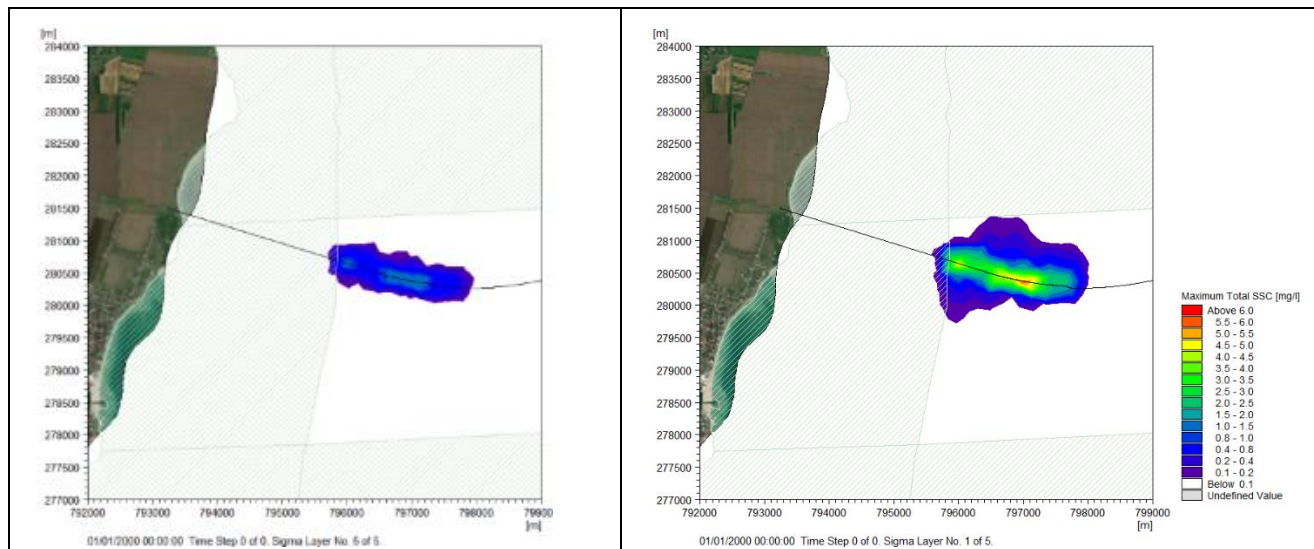 [m]
284000
283500
283000
282500
282000
281500
281000
280500
280000
279500
279000
278500
278000
277500
277000
792000 793000 794000 795000 796000 797000 798000 79900
[m]
01/01/2000 00:00:00 Time Step 0 of 0. Sigma Layer No. 5 of 5.
[m]
284000
283500
283000
282500
282000
281500
281000
280500
280000
279500
279000
278500
278000
277500
277000
792000 793000 794000 795000 796000 797000 798000 799000
[m]
01/01/2000 00:00:00 Time Step 0 of 0. Sigma Layer No. 1 of 5.
Maximum Total SSC [mg/l]
Above 6.0
5.5 - 6.0
5.0 - 5.5
4.5 - 5.0
4.0 - 4.5
3.5 - 4.0
3.0 - 3.5
2.5 - 3.0
2.0 - 2.5
1.5 - 2.0
1.0 - 1.5
0.8 - 1.0
0.4 - 0.8
0.2 - 0.4
0.1 - 0.2
Below 0.1
Undefined Value